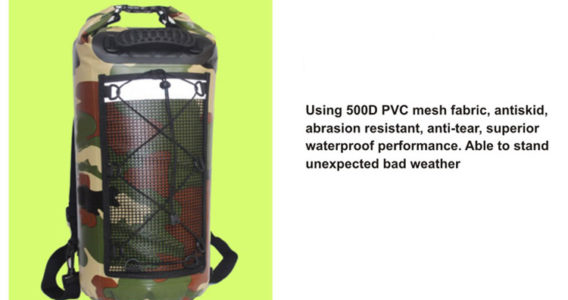 Using 500D PVC mesh fabric, antiskid,
abrasion resistant, anti-tear, superior
waterproof performance. Able to stand
unexpected bad weather